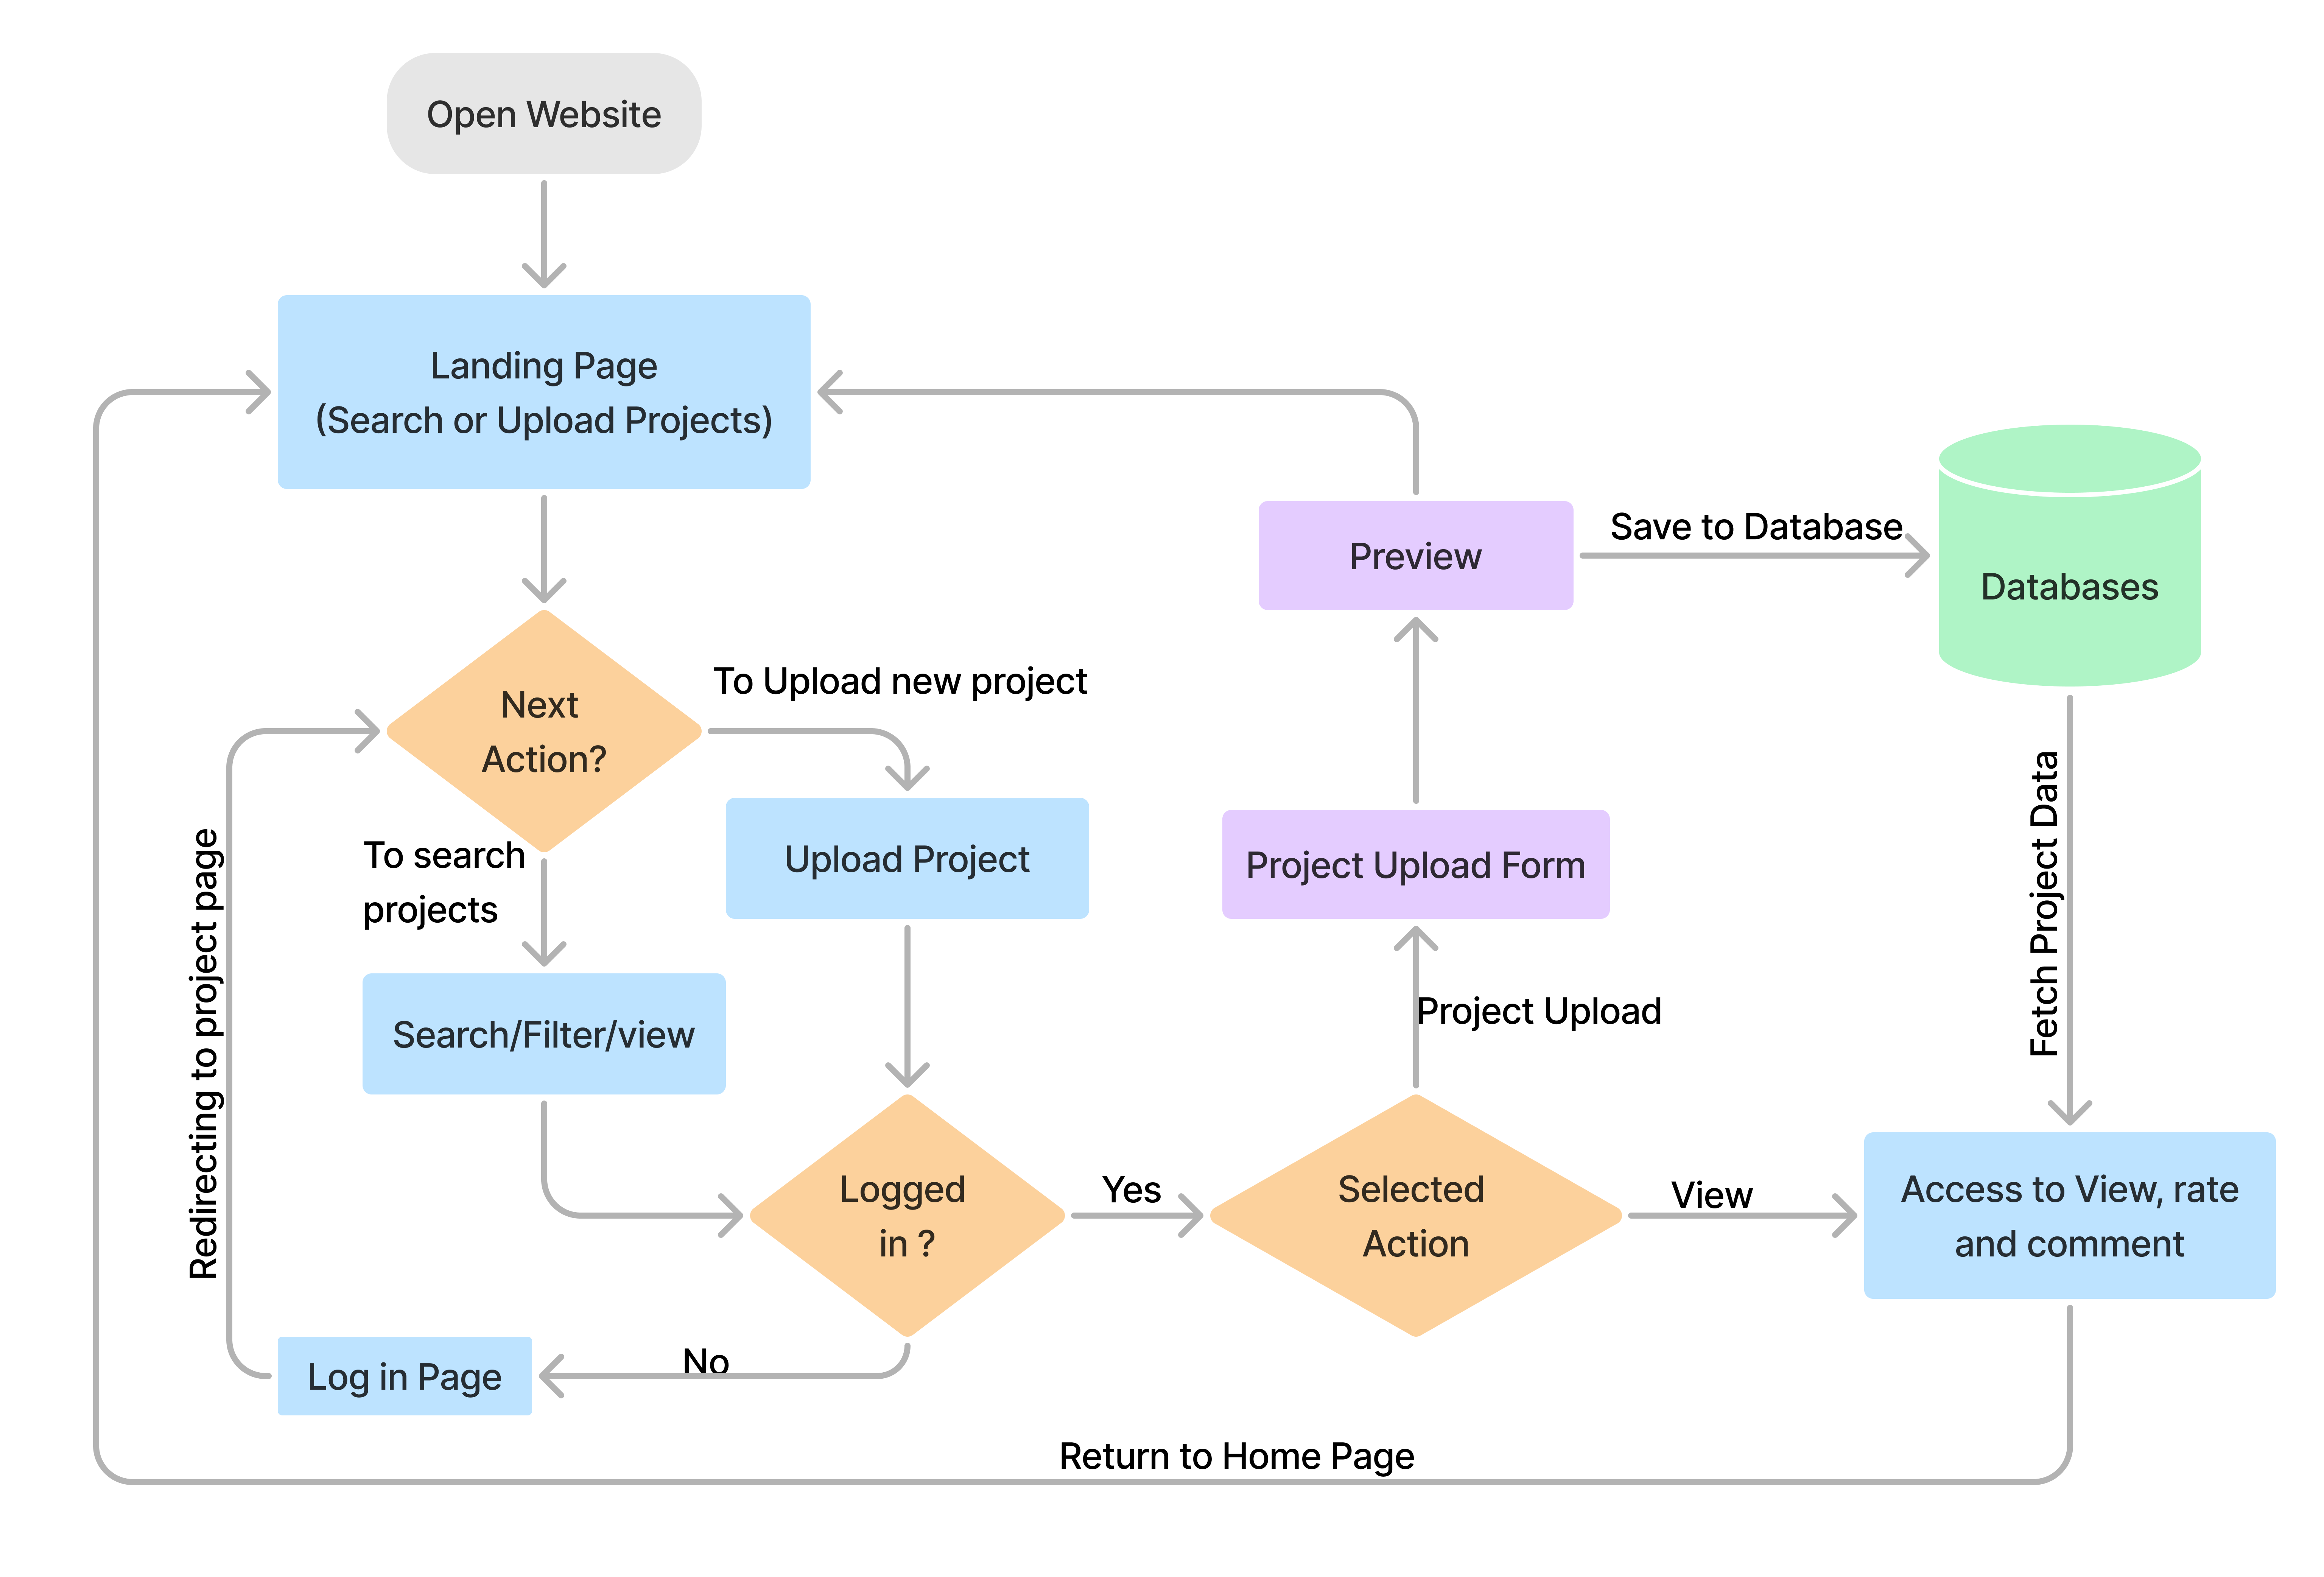 Open Website
Landing Page
(Search or Upload Projects)
Preview
Save to Database
Databases
Next
Action?
To Upload new project
To search
projects
Upload Project
Project Upload Form
Fetch Project Data
Redirecting to project page
Search/Filter/view
Project Upload
Logged
in ?
Yes
Selected
Action
View
Access to View, rate
and comment
No
Log in Page
Return to Home Page